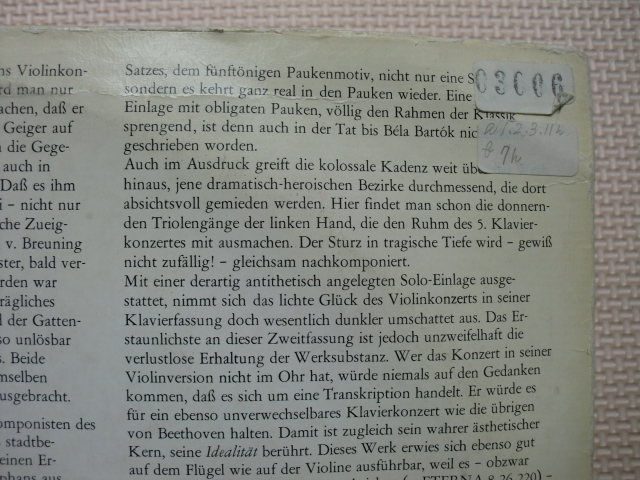 ns Violinkon-
rd man nur
achen, daß er
Geiger auf
n die Gege-
auch in
Daß es ihm
i – nicht nur
che Zueig-
v. Breuning
ster, bald ver-
rden war
rägliches
d der Gatten-
so unlösbar
s. Beide
mselben
usgebracht.
omponisten des
stadtbe-
einen Er-
Satzes, dem fünftönigen Paukenmotiv, nicht nur eine S
sondern es kehrt ganz real in den Pauken wieder. Eine
Einlage mit obligaten Pauken, völlig den Rahmen der Klassik
sprengend, ist denn auch in der Tat bis Béla Bartók nic
geschrieben worden.
Auch im Ausdruck greift die kolossale Kadenz weit üb
hinaus, jene dramatisch-heroischen Bezirke durchmessend, die dort
absichtsvoll gemieden werden. Hier findet man schon die donnern-
den Triolengänge der linken Hand, die den Ruhm des 5. Klavier-
konzertes mit ausmachen. Der Sturz in tragische Tiefe wird – gewiß
nicht zufällig! – gleichsam nachkomponiert.
Mit einer derartig antithetisch angelegten Solo-Einlage ausge-
stattet, nimmt sich das lichte Glück des Violinkonzerts in seiner
Klavierfassung doch wesentlich dunkler umschattet aus. Das Er-
staunlichste an dieser Zweitfassung ist jedoch unzweifelhaft die
verlustlose Erhaltung der Werksubstanz. Wer das Konzert in seiner
Violinversion nicht im Ohr hat, würde niemals auf den Gedanken
kommen, daß es sich um eine Transkription handelt. Er würde es
für ein ebenso unverwechselbares Klavierkonzert wie die übrigen
von Beethoven halten. Damit ist zugleich sein wahrer ästhetischer
Kern, seine Idealität berührt. Dieses Werk erwies sich ebenso gut
auf dem Flügel wie auf der Violine ausführbar, weil es – obzwar
ETERNA 8 26 220) –
03606